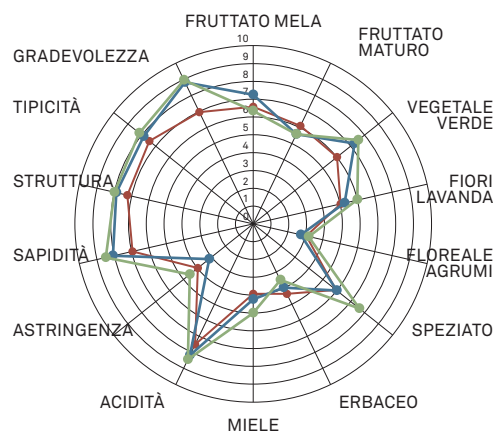 FRUTTATO MELA
FRUTTATO
MATURO
VEGETALE
VERDE
FIORI
LAVANDA
FLOREALE
AGRUMI
SPEZIATO
ERBACEO
MIELE
ACIDITÀ
ASTRINGENZA
SAPIDITÀ
STRUTTURA
TIPICITÀ
GRADEVOLEZZA
10
9
8
7
6
5
4
3
2
1
0